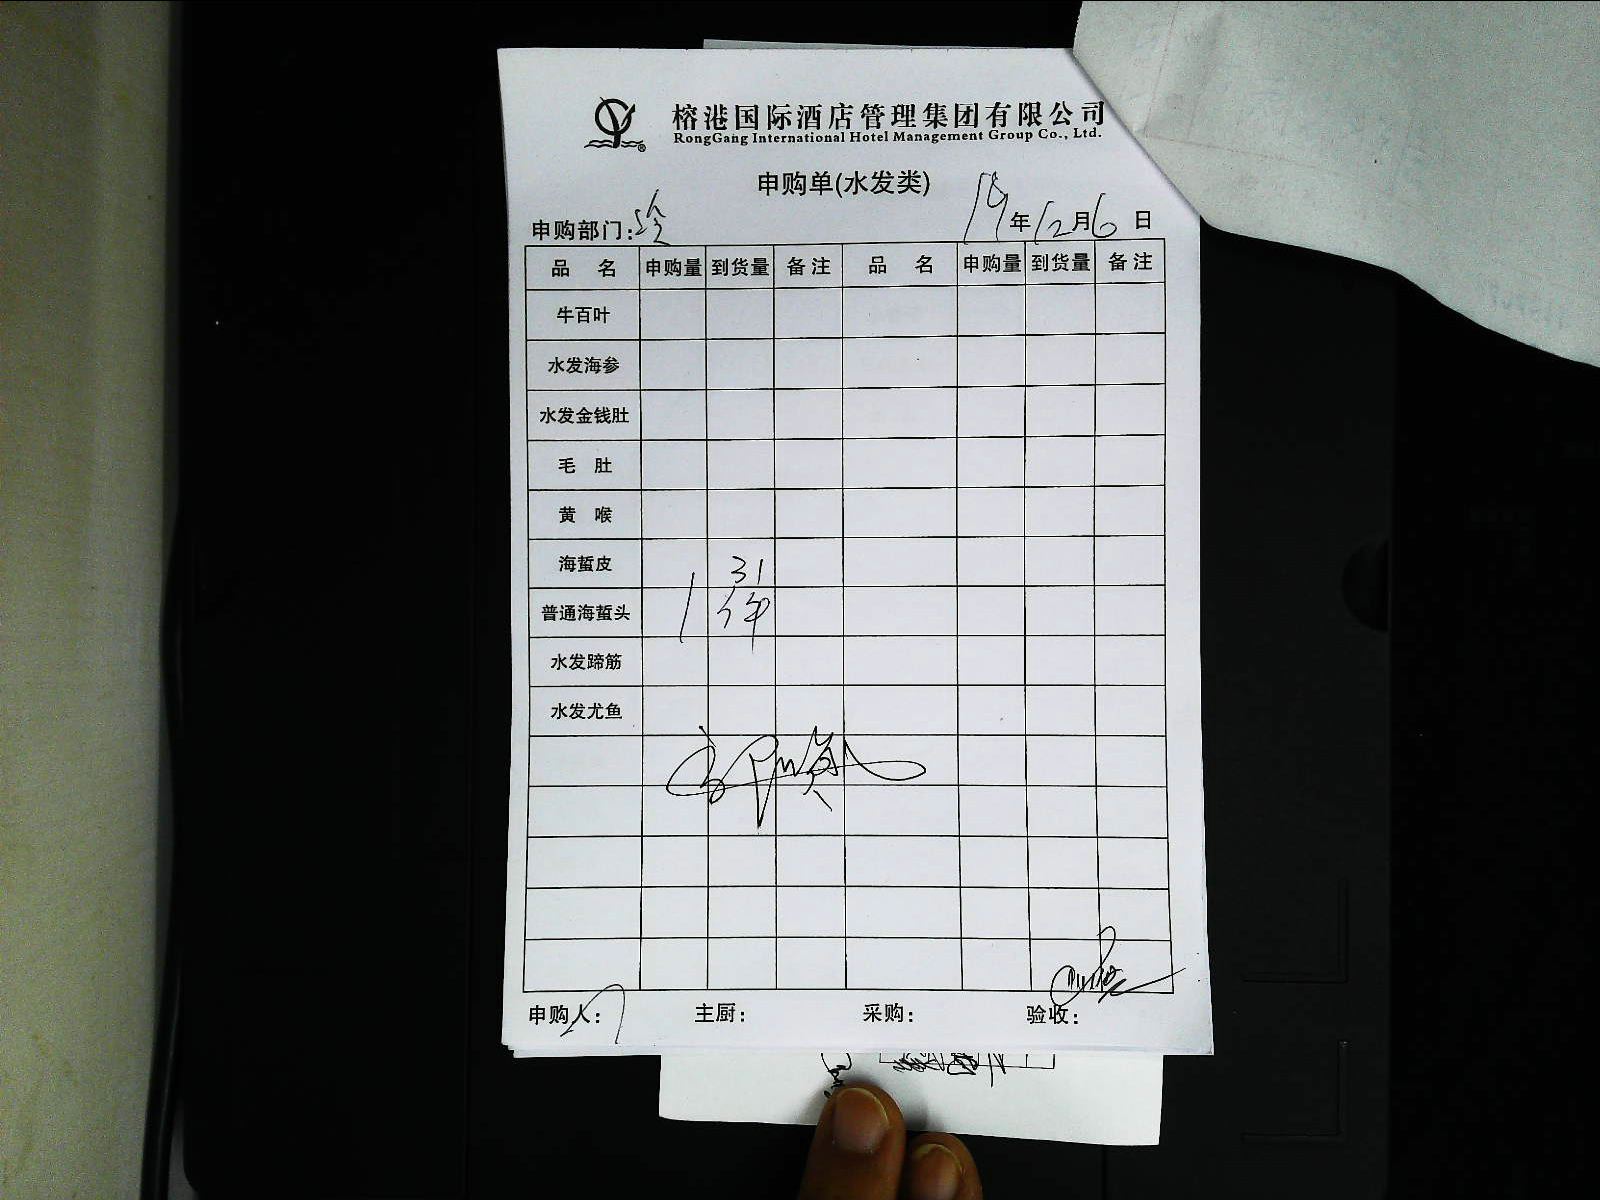 榕港国际酒店管理集团有限公司
RongGang International Hotel Management Group Co., Ltd.
申购单(水发类)
申购部门: 19年12月6日
品 名 申购量 到货量 备注 品 名 申购量 到货量 备注
牛百叶
水发海参
水发金钱肚
毛 肚
黄 喉
海蜇皮 31
普通海蜇头 1
水发蹄筋
水发尤鱼
申购人: 主厨: 采购: 验收: